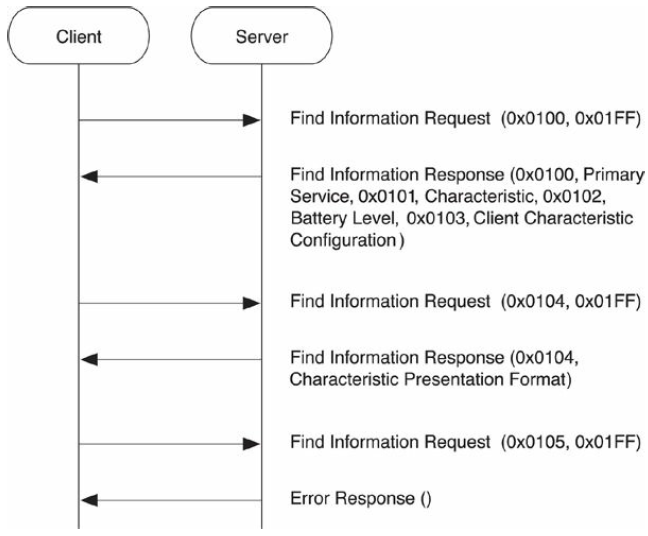 Client
Server
Find Information Request (0x0100, 0x01FF)
Find Information Response (0x0100, Primary
Service, 0x0101, Characteristic, 0x0102,
Battery Level, 0x0103, Client Characteristic
Configuration)
Find Information Request (0x0104, 0x01FF)
Find Information Response (0x0104,
Characteristic Presentation Format)
Find Information Request (0x0105, 0x01FF)
Error Response ()